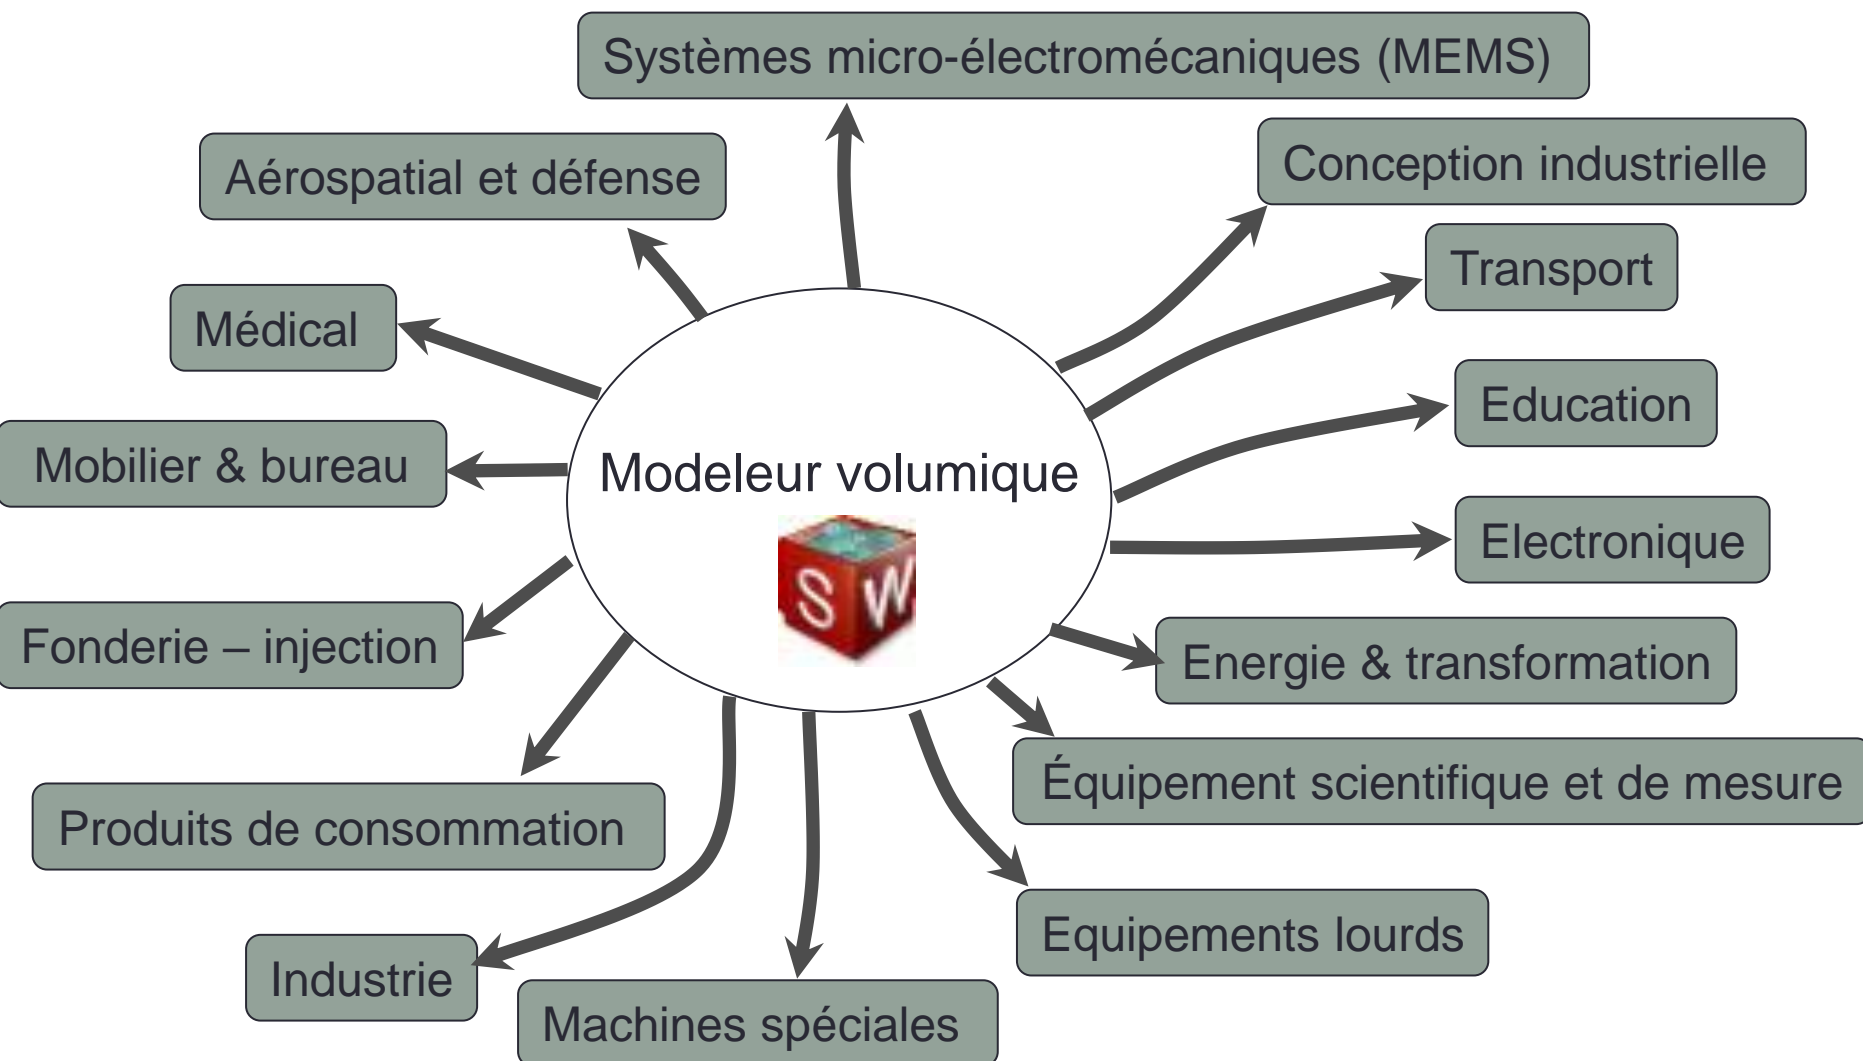 Systèmes micro-électromécaniques (MEMS)
Aérospatial et défense
Conception industrielle
Transport
Médical
Education
Mobilier & bureau
Modeleur volumique
S W
Electronique
Fonderie – injection
Energie & transformation
Équipement scientifique et de mesure
Produits de consommation
Equipements lourds
Industrie
Machines spéciales